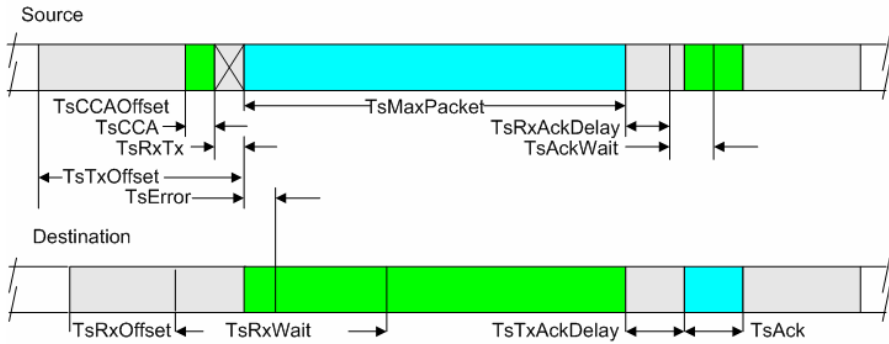 Source
TsCCAOffset
TsMaxPacket
TsCCA
TsRxAckDelay
TsRxTx
TsAckWait
TsTxOffset
TsError
Destination
TsRxOffset
TsRxWait
TsTxAckDelay
TsAck